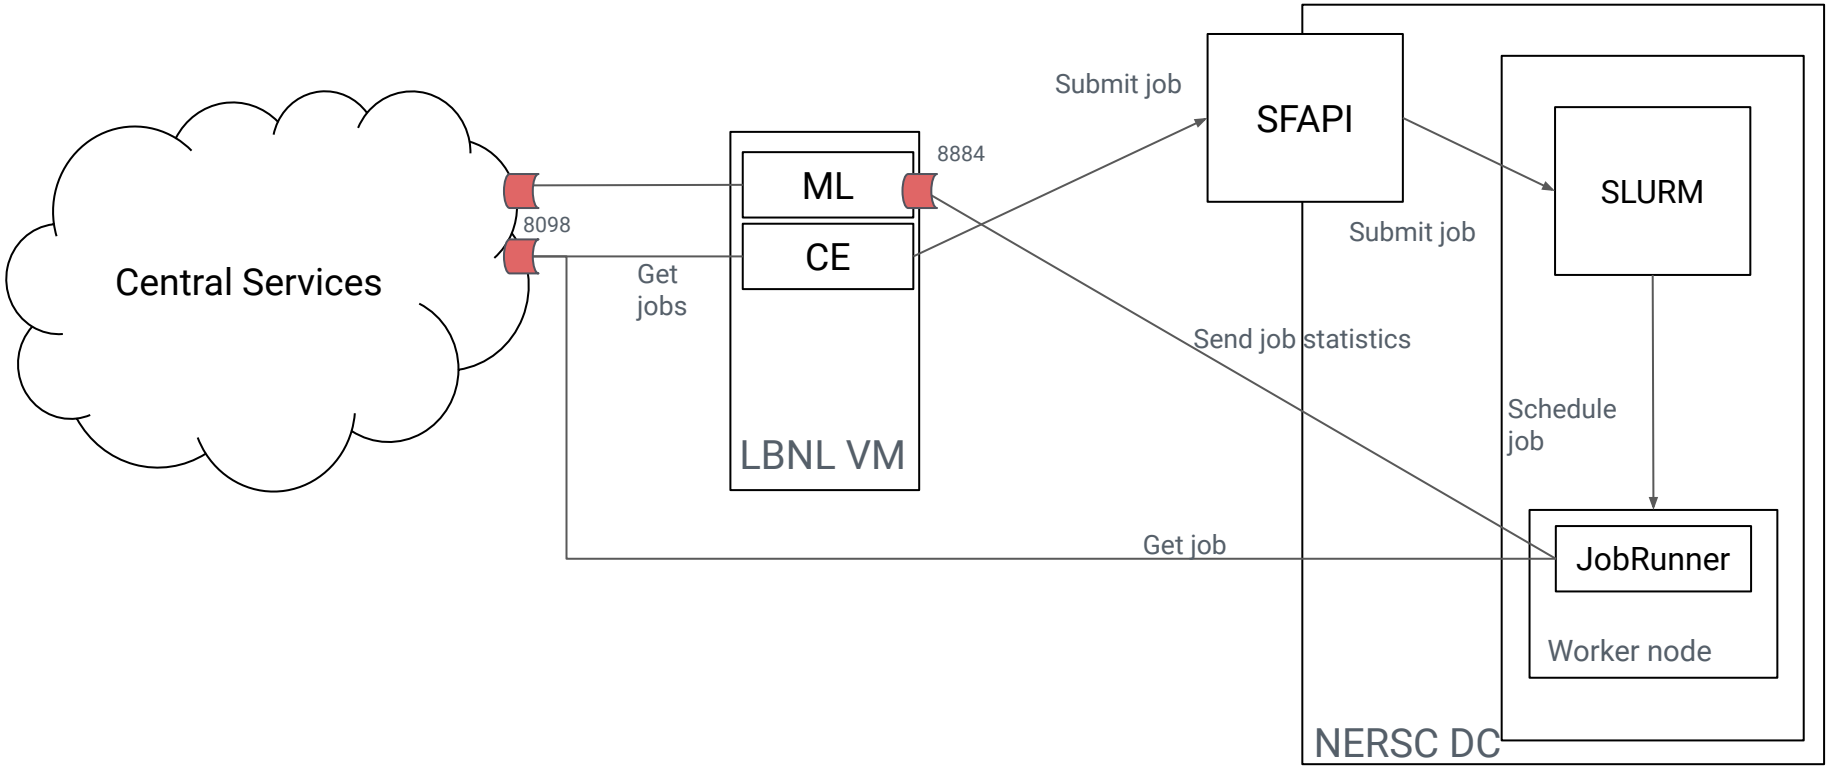 Submit job
SFAPI
8884
ML
SLURM
8098
Submit job
CE
Get
jobs
Central Services
Send job statistics
Schedule
job
LBNL VM
Get job
JobRunner
Worker node
NERSC DC